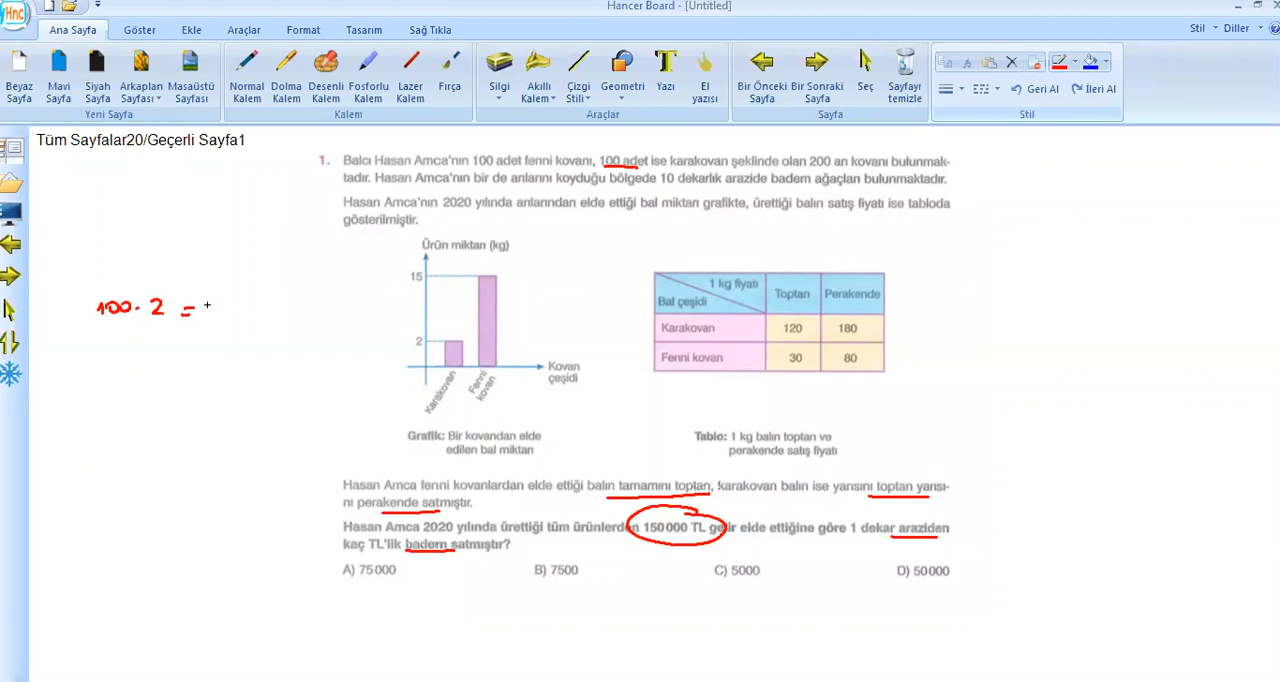 Hancer Board - [Untitled]
Hnc
Ana Sayfa Göster Ekle Araçlar Format Tasarım Sağ Tıkla Stil Diller
Beyaz Sayfa Mavi Sayfa Siyah Sayfa Arkaplan Sayfası Masaüstü Sayfası
Normal Kalem Dolma Kalem Desenli Kalem Fosforlu Kalem Lazer Kalem Fırça
Silgi Akıllı Kalem Çizgi Stili Geometri Yazı El yazısı
Bir Önceki Sayfa Bir Sonraki Sayfa Seç Sayfayı temizle
Geri Al İleri Al
Yeni Sayfa Kalem Araçlar Sayfa Stil
Tüm Sayfalar20/Geçerli Sayfa1
1. Balcı Hasan Amca'nın 100 adet fenni kovanı, 100 adet ise karakovan şeklinde olan 200 arı kovanı bulunmak-
tadır. Hasan Amca'nın bir de arılarını koyduğu bölgede 10 dekarlık arazide badem ağaçları bulunmaktadır.
Hasan Amca'nın 2020 yılında arılarından elde ettiği bal miktarı grafikte, ürettiği balın satış fiyatı ise tabloda
gösterilmiştir.
Ürün miktarı (kg)
15
2
Karakovan
Fenni kovan
Kovan çeşidi
Grafik: Bir kovandan elde
edilen bal miktarı
1 kg fiyatı
Bal çeşidi
Toptan Perakende
Karakovan 120 180
Fenni kovan 30 80
Tablo: 1 kg balın toptan ve
perakende satış fiyatı
100. 2 =
Hasan Amca fenni kovanlardan elde ettiği balın tamamını toptan, karakovan balın ise yarısını toptan yarısı-
nı perakende satmıştır.
Hasan Amca 2020 yılında ürettiği tüm ürünlerden 150000 TL gelir elde ettiğine göre 1 dekar araziden
kaç TL'lik badem satmıştır?
A) 75000 B) 7500 C) 5000 D) 50000